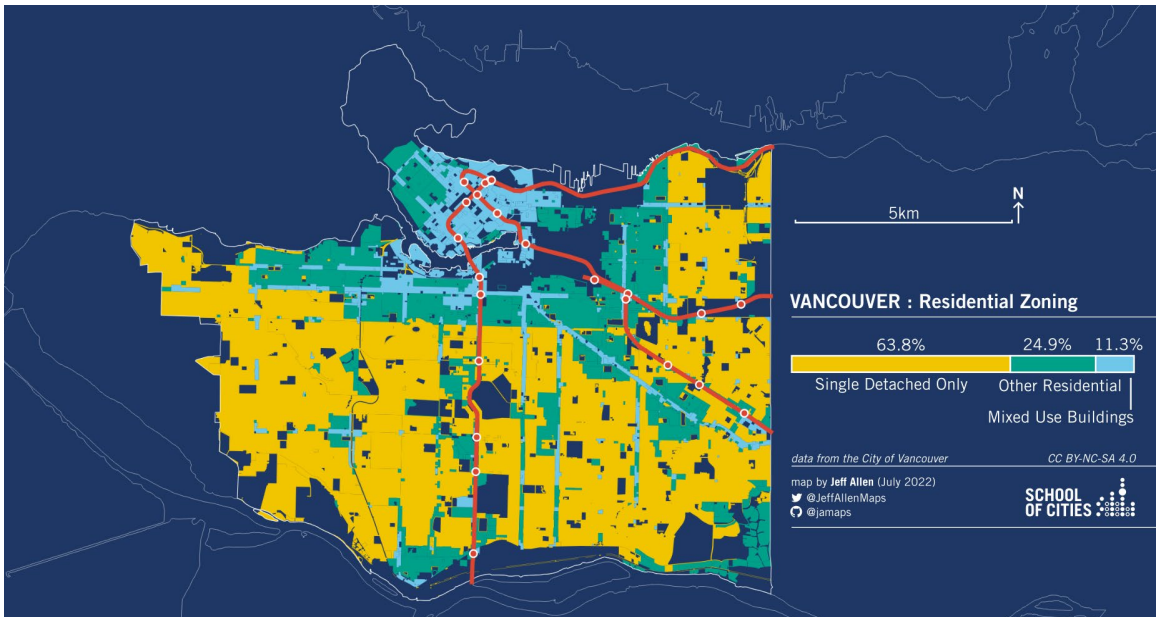 N
5km
VANCOUVER : Residential Zoning
63.8% 24.9% 11.3%
Single Detached Only Other Residential
Mixed Use Buildings
data from the City of Vancouver CC BY-NC-SA 4.0
map by Jeff Allen (July 2022)
@JeffAllenMaps
@jamaps
SCHOOL
OF CITIES